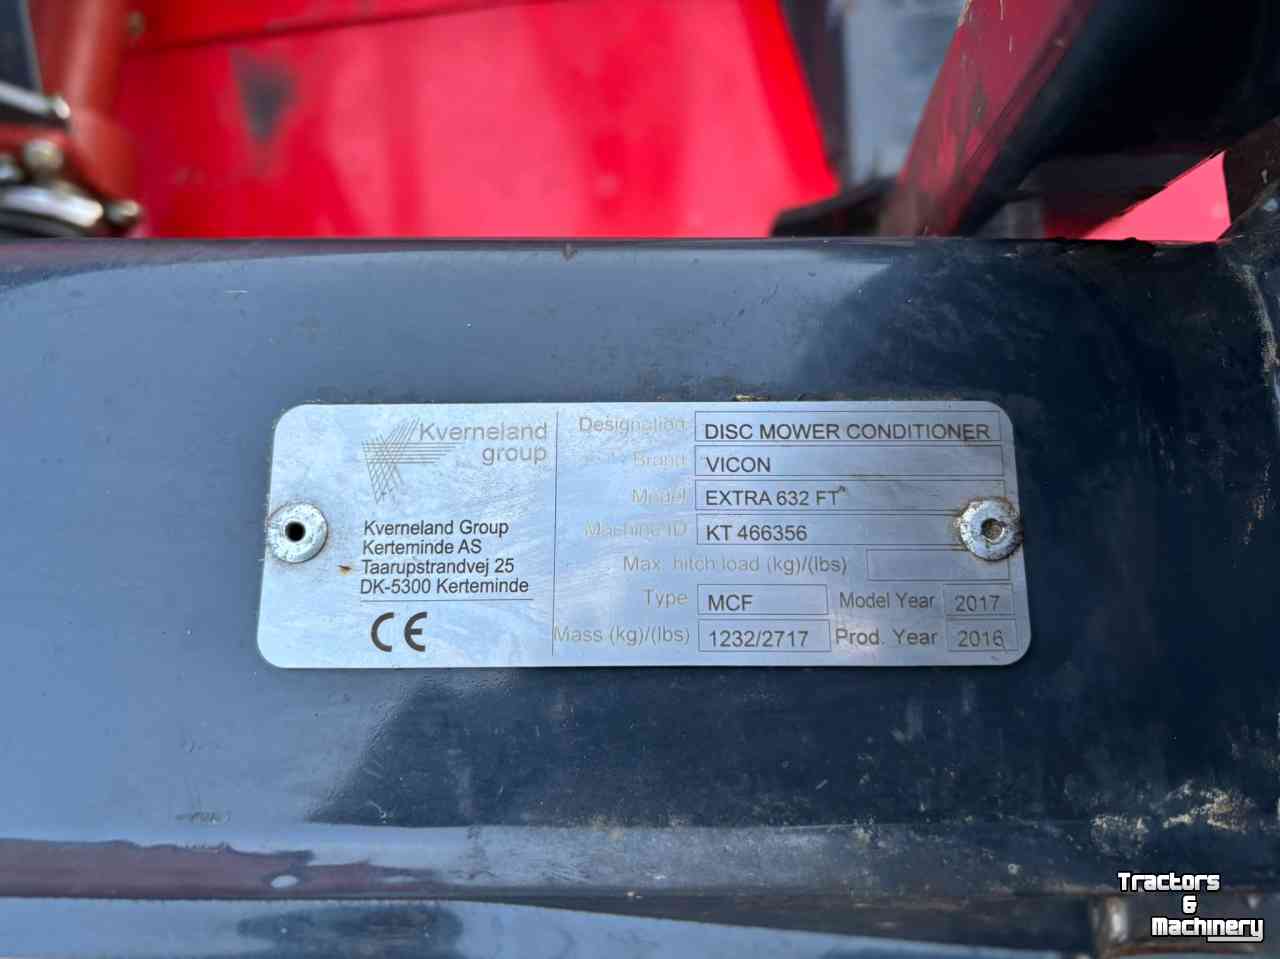 Kverneland
group
Kverneland Group
Kerteminde AS
Taarupstrandvej 25
DK-5300 Kerteminde
CE
Designation DISC MOWER CONDITIONER
Brand VICON
Model EXTRA 632 FT
Machine ID KT 466356
Max. hitch load (kg)/(lbs)
Type MCF Model Year 2017
Mass (kg)/(lbs) 1232/2717 Prod. Year 2016
Tractors
&
Machinery